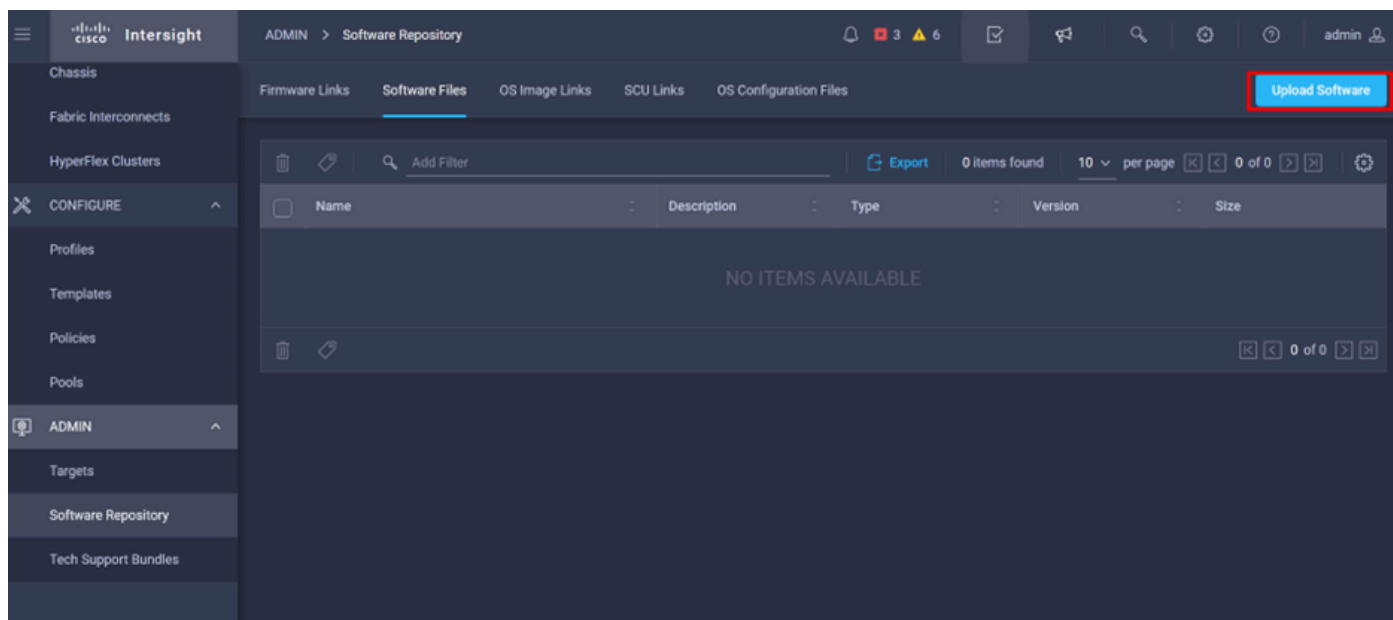 CISCO Intersight
ADMIN > Software Repository
3 6
admin
Chassis
Fabric Interconnects
HyperFlex Clusters
CONFIGURE
Profiles
Templates
Policies
Pools
ADMIN
Targets
Software Repository
Tech Support Bundles
Firmware Links Software Files OS Image Links SCU Links OS Configuration Files
Upload Software
Add Filter Export 0 items found 10 per page 0 of 0
Name Description Type Version Size
NO ITEMS AVAILABLE
0 of 0